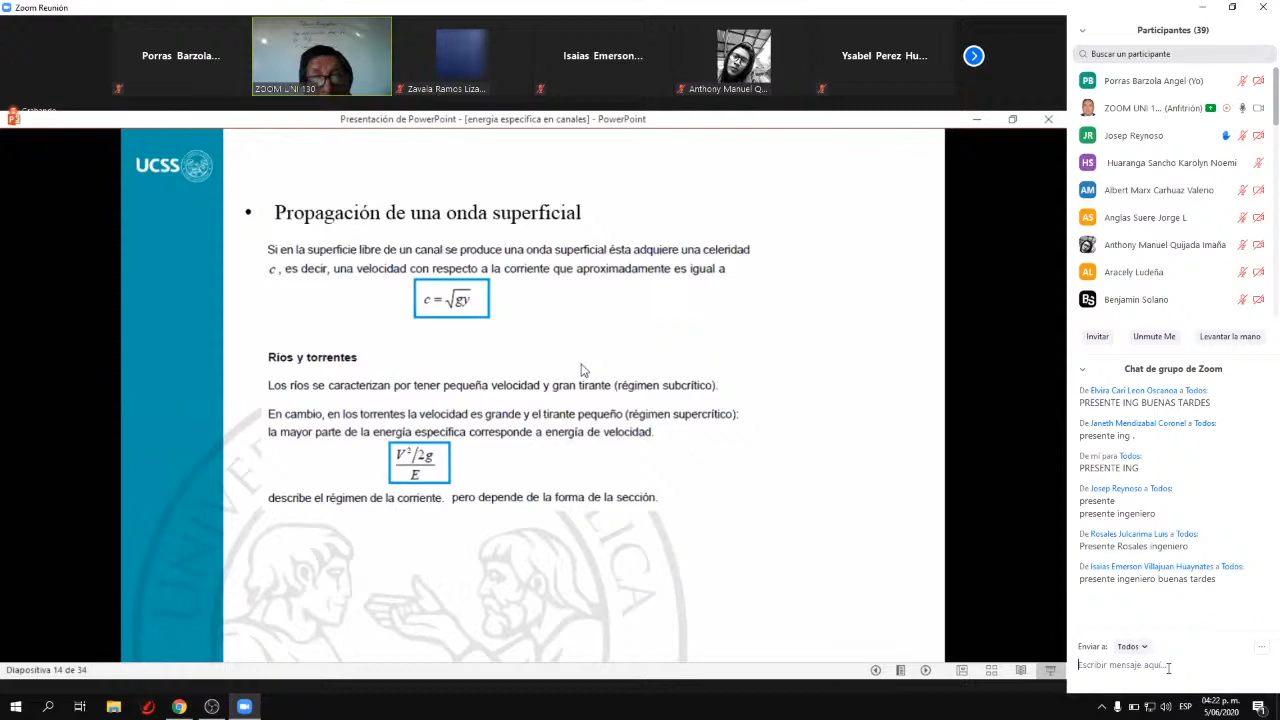 Zoom Reunión
Porras Barzola...
ZOOM UNI 130
Zavala Ramos Liza...
Isaias Emerson...
Anthony Manuel Q...
Ysabel Perez Hu...
Grabando
Presentación de PowerPoint - [energia especifica en canales] - PowerPoint
UCSS
• Propagación de una onda superficial
Si en la superficie libre de un canal se produce una onda superficial ésta adquiere una celeridad
c , es decir, una velocidad con respecto a la corriente que aproximadamente es igual a
c = √gy
Ríos y torrentes
Los ríos se caracterizan por tener pequeña velocidad y gran tirante (régimen subcrítico).
En cambio, en los torrentes la velocidad es grande y el tirante pequeño (régimen supercrítico):
la mayor parte de la energía específica corresponde a energía de velocidad.
V²/2g
E
describe el régimen de la corriente. pero depende de la forma de la sección.
Diapositiva 14 de 34
Participantes (39)
Buscar un participante
PB Porras Barzola Angel (Yo)
ZOOM UNI 1... (Anfitrión)
JR Josep Reynoso
HS Huaranga Sancho Karolyn Noemi
AM Albert Marx Carhuaz Valerio
AS Anglas Suere Jorge L
Anthony Manuel Quijada Imaña
AL Aracely Ludeña
BS Benjamin Solano
Invitar Unmute Me Levantar la mano
Chat de grupo de Zoom
De Elvira Cari Leon Oscanoa a Todos:
PRESENTE ING BUENAS TARDES
De Janeth Mendizabal Coronel a Todos:
presente ing .
De mí para Todos:
PRESENTE ING
De Josep Reynoso a Todos:
presente
presente ingeniero
De Rosales Julcarima Luis a Todos:
Presente Rosales ingeniero
De Isaias Emerson Villajuan Huaynates a Todos:
presente ingeniero buenas tardes
Enviar a: Todos
Escribir mensaje aquí...
ESP
04:22 p. m.
5/06/2020